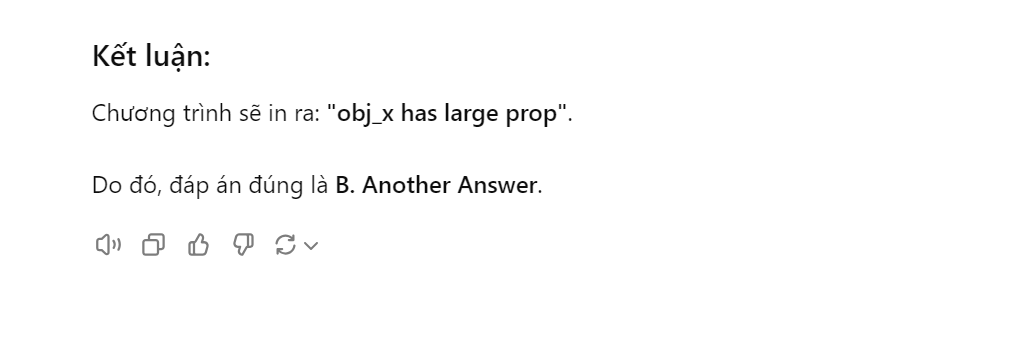 Kết luận:
Chương trình sẽ in ra: "obj_x has large prop".
Do đó, đáp án đúng là B. Another Answer.